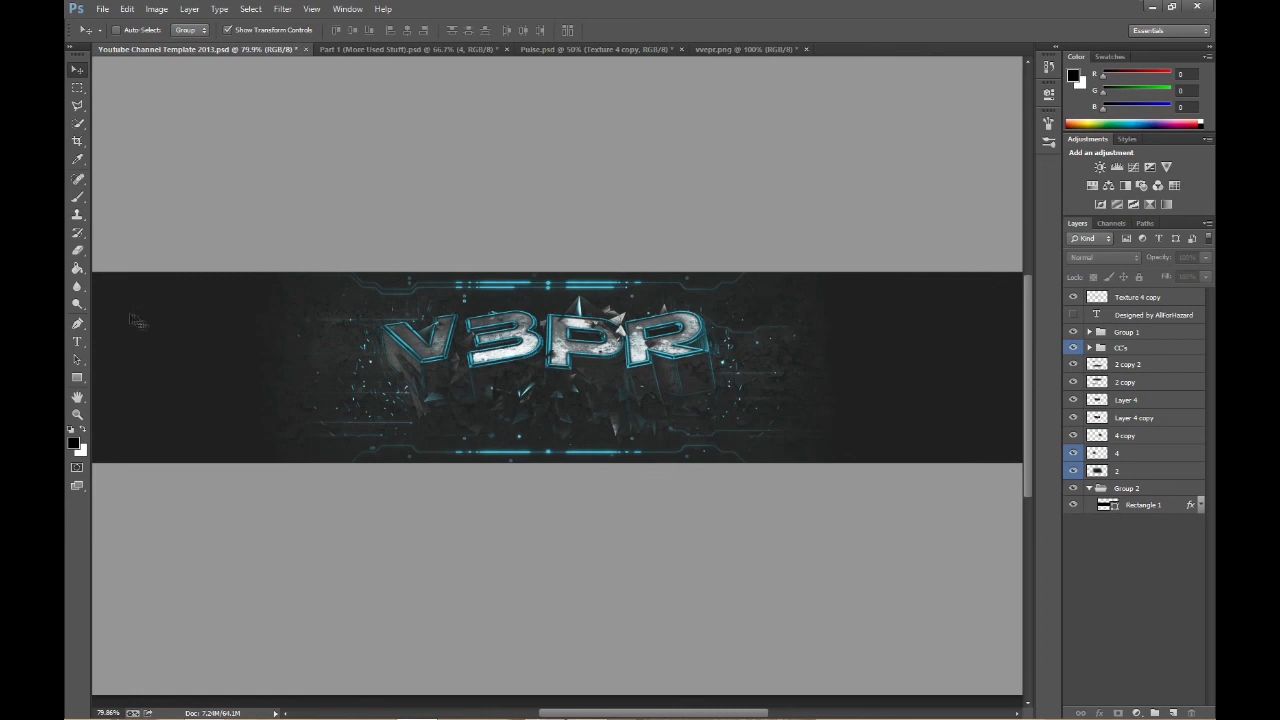 Ps File Edit Image Layer Type Select Filter View Window Help
Auto-Select: Group Show Transform Controls Essentials
Youtube Channel Template 2013.psd @ 79.9% (RGB/8) * × Part 1 (More Used Stuff).psd @ 66.7% (4, RGB/8) * × Pulse.psd @ 50% (Texture 4 copy, RGB/8) * × vvepr.png @ 100% (RGB/8) * ×
Color Swatches
R 0
G 0
B 0
Adjustments Styles
Add an adjustment
Layers Channels Paths
Kind
Normal Opacity: 100%
Lock: Fill: 100%
Texture 4 copy
T Designed by AllForHazard
Group 1
CC's
2 copy 2
2 copy
Layer 4
Layer 4 copy
4 copy
4
2
Group 2
Rectangle 1 fx
V3PR
79.86% Doc: 7.24M/64.1M